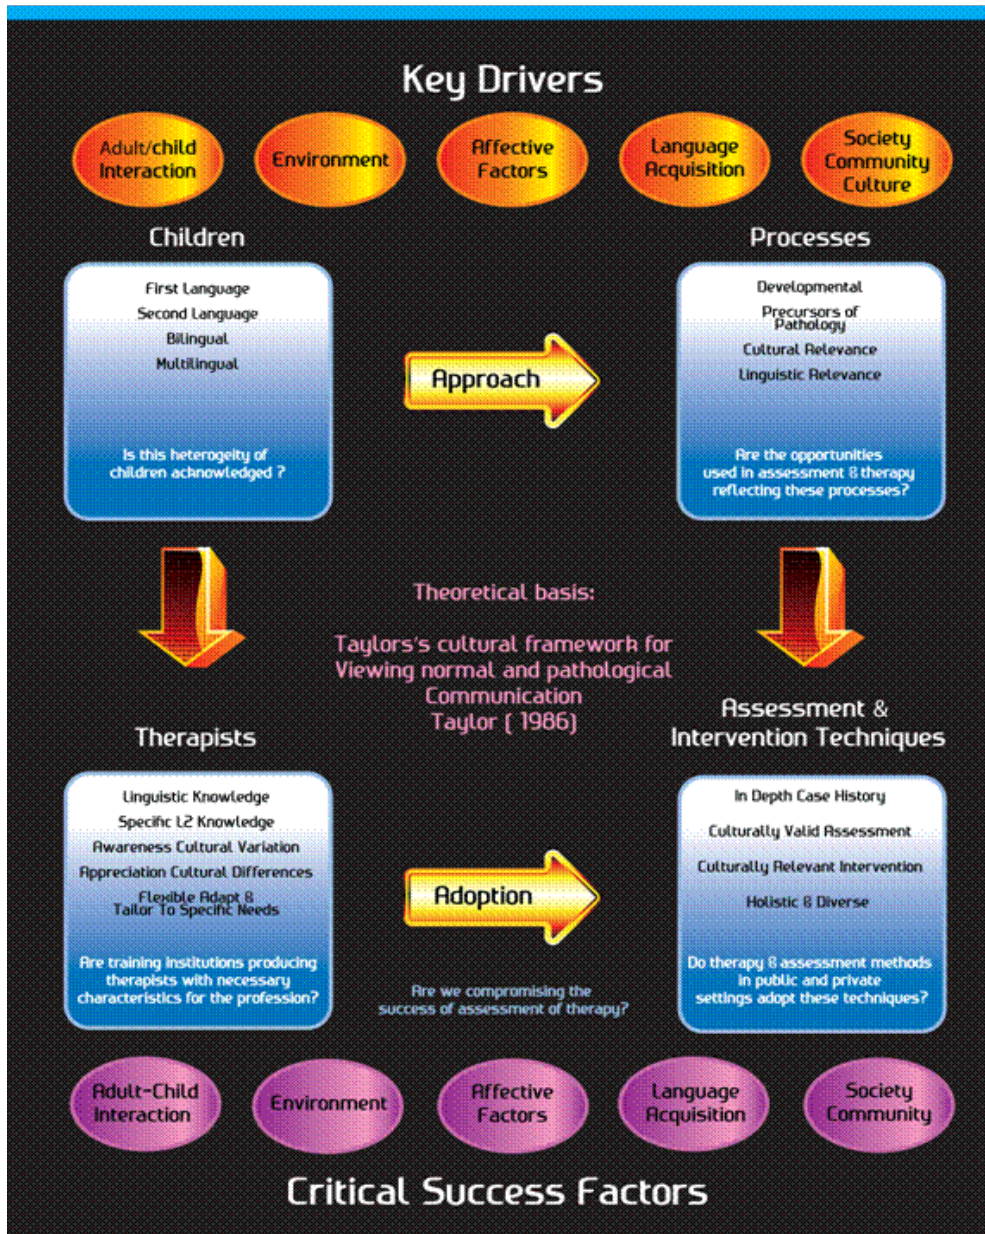 Key Drivers
Adult/child
Interaction
Environment
Affective
Factors
Language
Acquisition
Society
Community
Culture
Children
First Language
Second Language
Bilingual
Multilingual
Is this heterogeity of
children acknowledged ?
Approach
Processes
Developmental
Precursors of
Pathology
Cultural Relevance
Linguistic Relevance
Are the opportunities
used in assessment & therapy
reflecting these processes?
Theoretical basis:
Taylors's cultural framework for
Viewing normal and pathological
Communication
Taylor ( 1986)
Therapists
Linguistic Knowledge
Specific L2 Knowledge
Awareness Cultural Variation
Appreciation Cultural Differences
Flexible Adapt &
Tailor To Specific Needs
Are training institutions producing
therapists with necessary
characteristics for the profession?
Adoption
Are we compromising the
success of assessment of therapy?
Assessment &
Intervention Techniques
In Depth Case History
Culturally Valid Assessment
Culturally Relevant Intervention
Holistic & Diverse
Do therapy & assessment methods
in public and private
settings adopt these techniques?
Adult-Child
Interaction
Environment
Affective
Factors
Language
Acquisition
Society
Community
Critical Success Factors